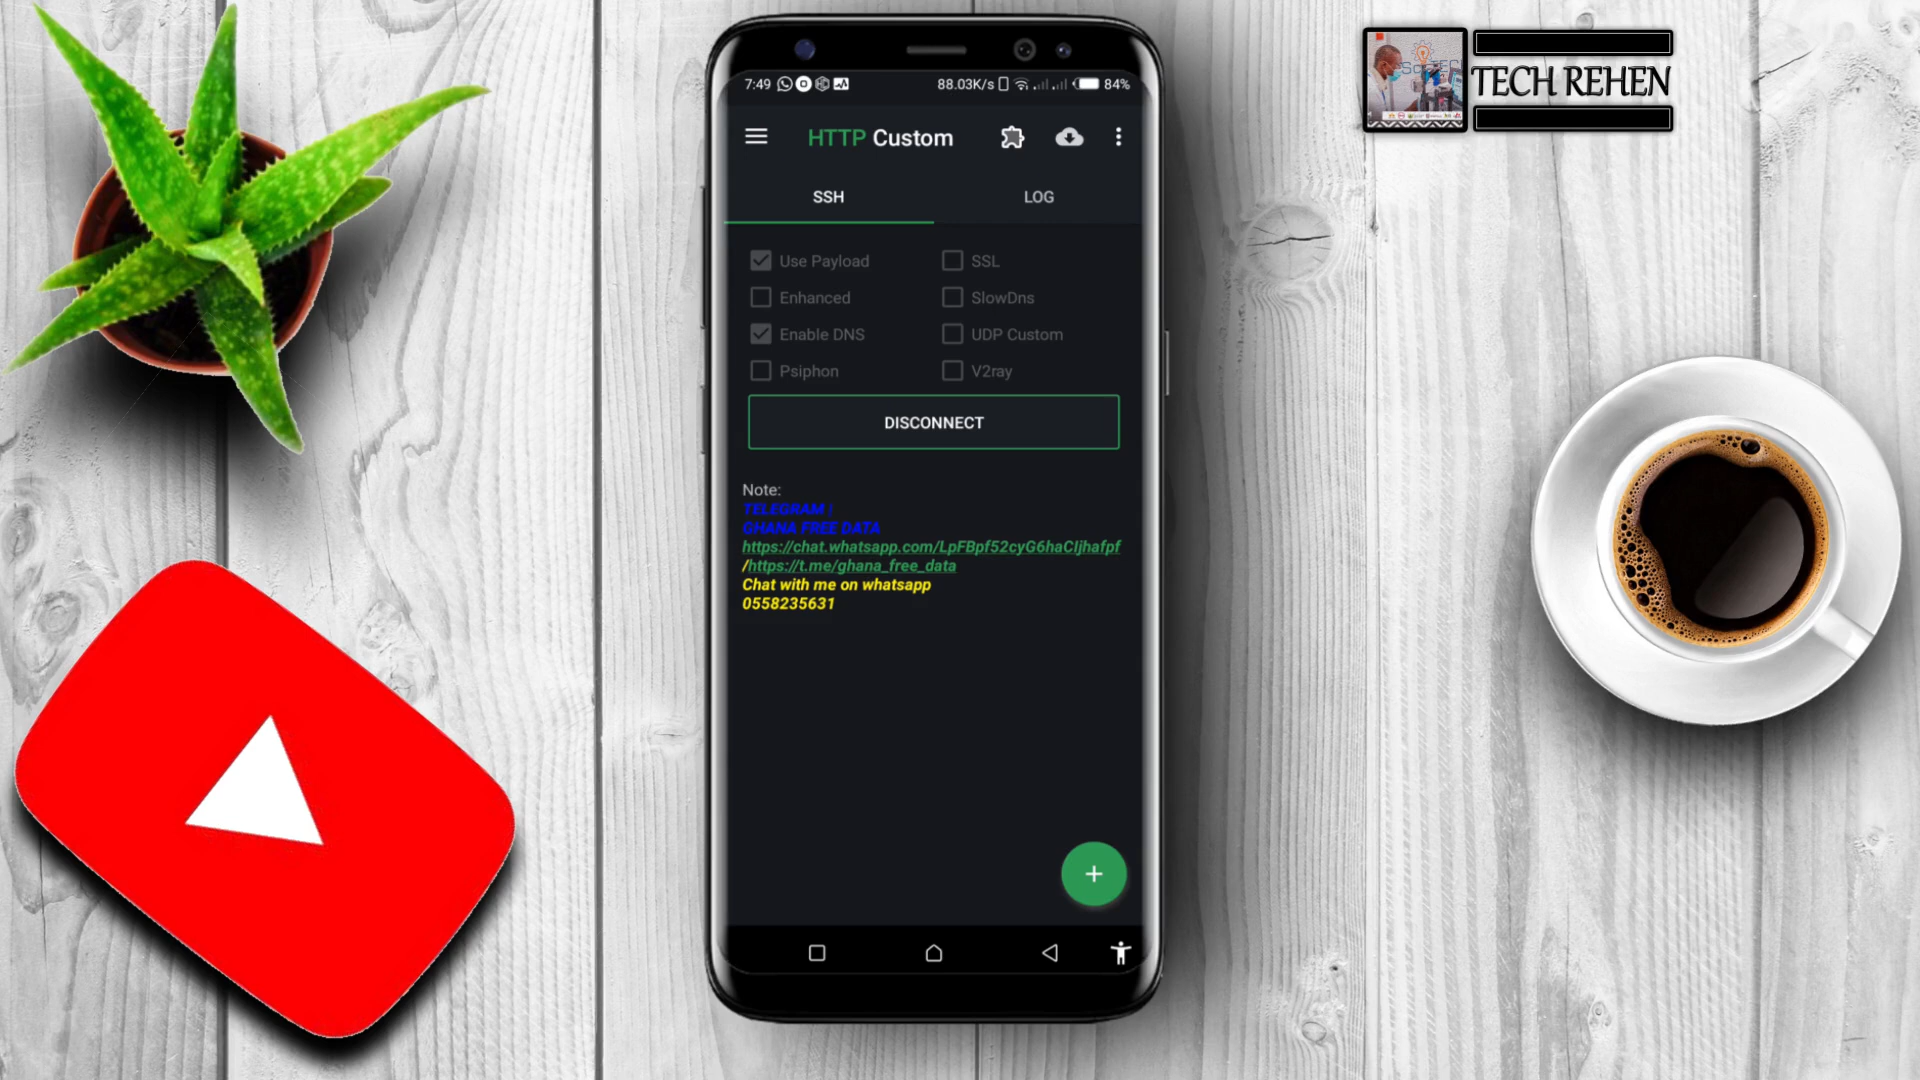 TECH REHEN
7:49 88.03K/s 84%
HTTP Custom
SSH LOG
Use Payload SSL
Enhanced SlowDns
Enable DNS UDP Custom
Psiphon V2ray
DISCONNECT
Note:
TELEGRAM |
GHANA FREE DATA
https://chat.whatsapp.com/LpFBpf52cyG6haCIjhafpf
/https://t.me/ghana_free_data
Chat with me on whatsapp
0558235631